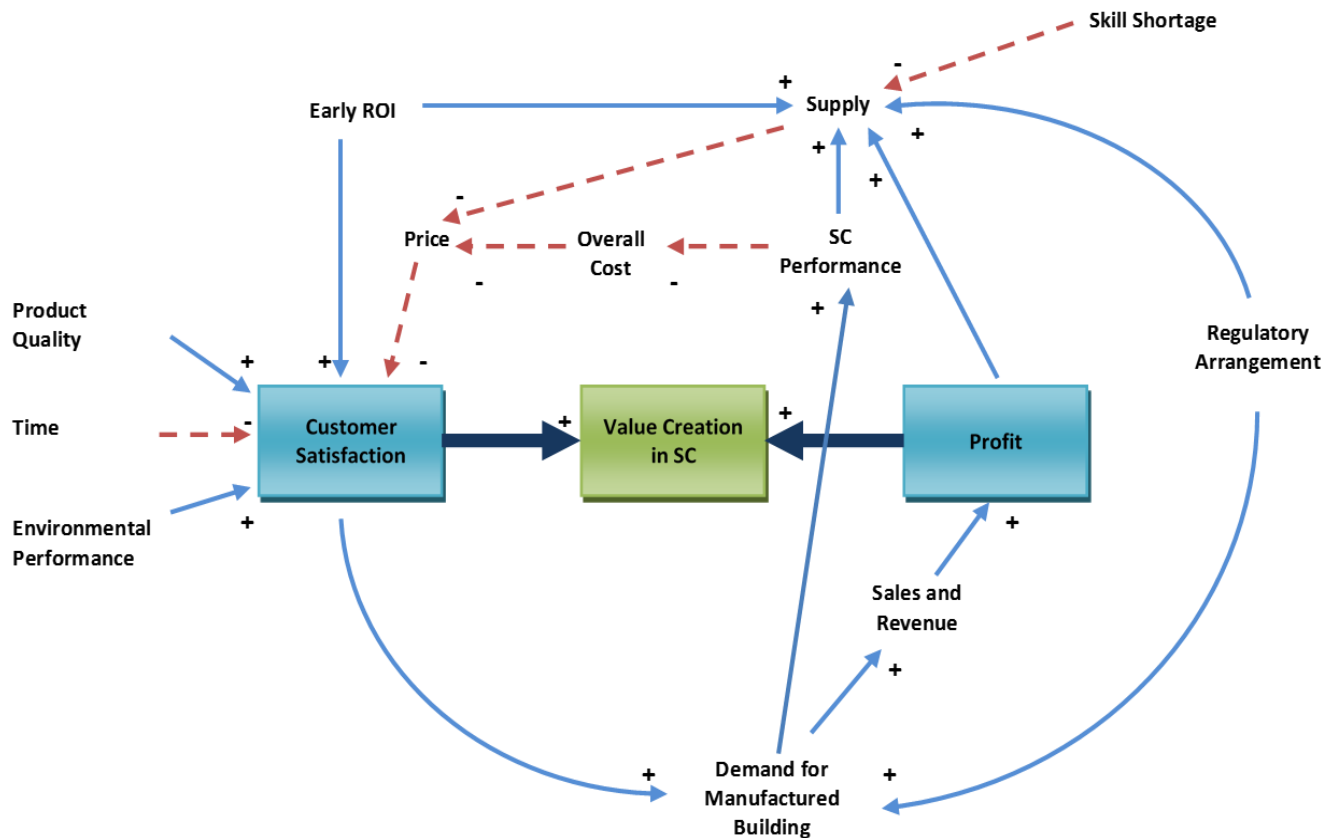 Skill Shortage
-
+
Early ROI
Supply
+
+
+
-
Price
Overall
Cost
SC
Performance
-
-
+
Product
Quality
Regulatory
Arrangement
+
+
-
Time
-
Customer
Satisfaction
+
Value Creation
in SC
+
Profit
Environmental
Performance
+
+
Sales and
Revenue
+
+
Demand for
Manufactured
Building
+